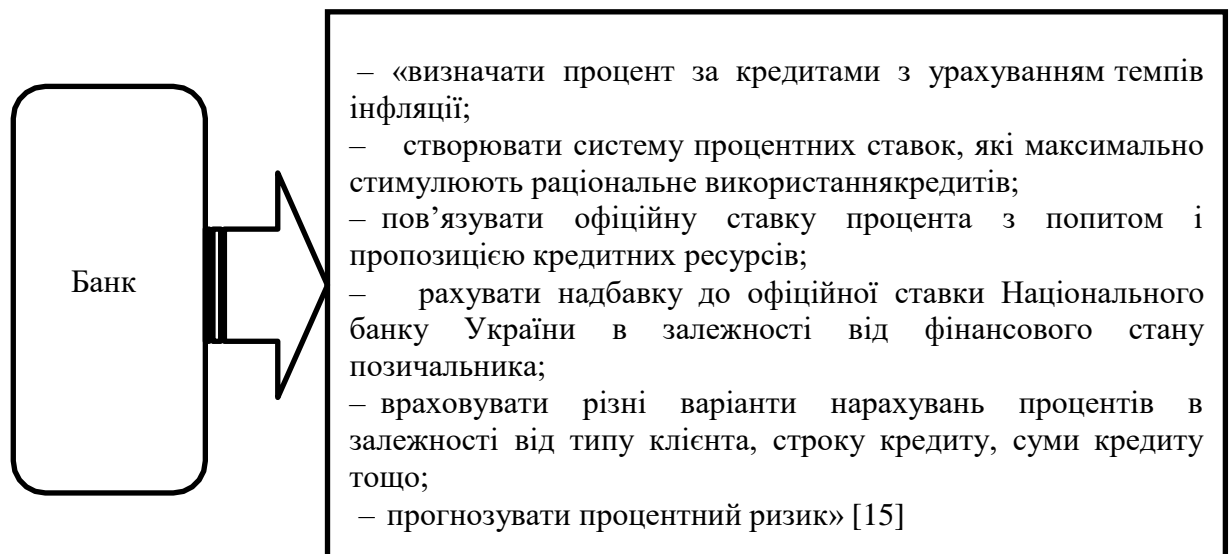 Банк
– «визначати процент за кредитами з урахуванням темпів
інфляції;
– створювати систему процентних ставок, які максимально
стимулюють раціональне використаннякредитів;
– пов’язувати офіційну ставку процента з попитом і
пропозицією кредитних ресурсів;
– рахувати надбавку до офіційної ставки Національного
банку України в залежності від фінансового стану
позичальника;
– враховувати різні варіанти нарахувань процентів в
залежності від типу клієнта, строку кредиту, суми кредиту
тощо;
– прогнозувати процентний ризик» [15]